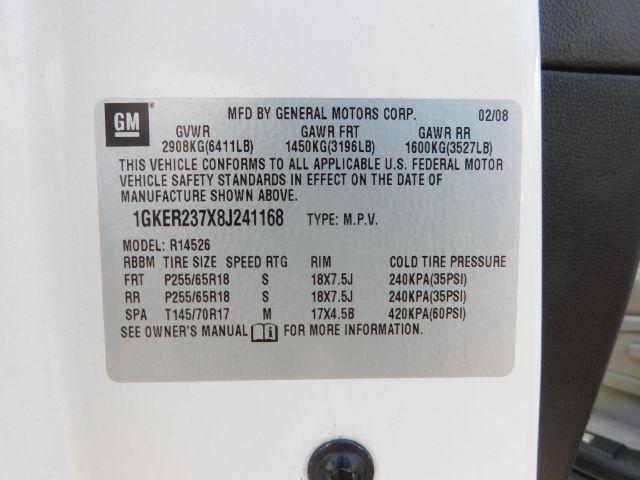 GM ® MFD BY GENERAL MOTORS CORP. 02/08
GVWR GAWR FRT GAWR RR
2908KG(6411LB) 1450KG(3196LB) 1600KG(3527LB)
THIS VEHICLE CONFORMS TO ALL APPLICABLE U.S. FEDERAL MOTOR
VEHICLE SAFETY STANDARDS IN EFFECT ON THE DATE OF
MANUFACTURE SHOWN ABOVE.
1GKER237X8J241168 TYPE: M.P.V.
MODEL: R14526
RBBM TIRE SIZE SPEED RTG RIM COLD TIRE PRESSURE
FRT P255/65R18 S 18X7.5J 240KPA(35PSI)
RR P255/65R18 S 18X7.5J 240KPA(35PSI)
SPA T145/70R17 M 17X4.5B 420KPA(60PSI)
SEE OWNER'S MANUAL i FOR MORE INFORMATION.